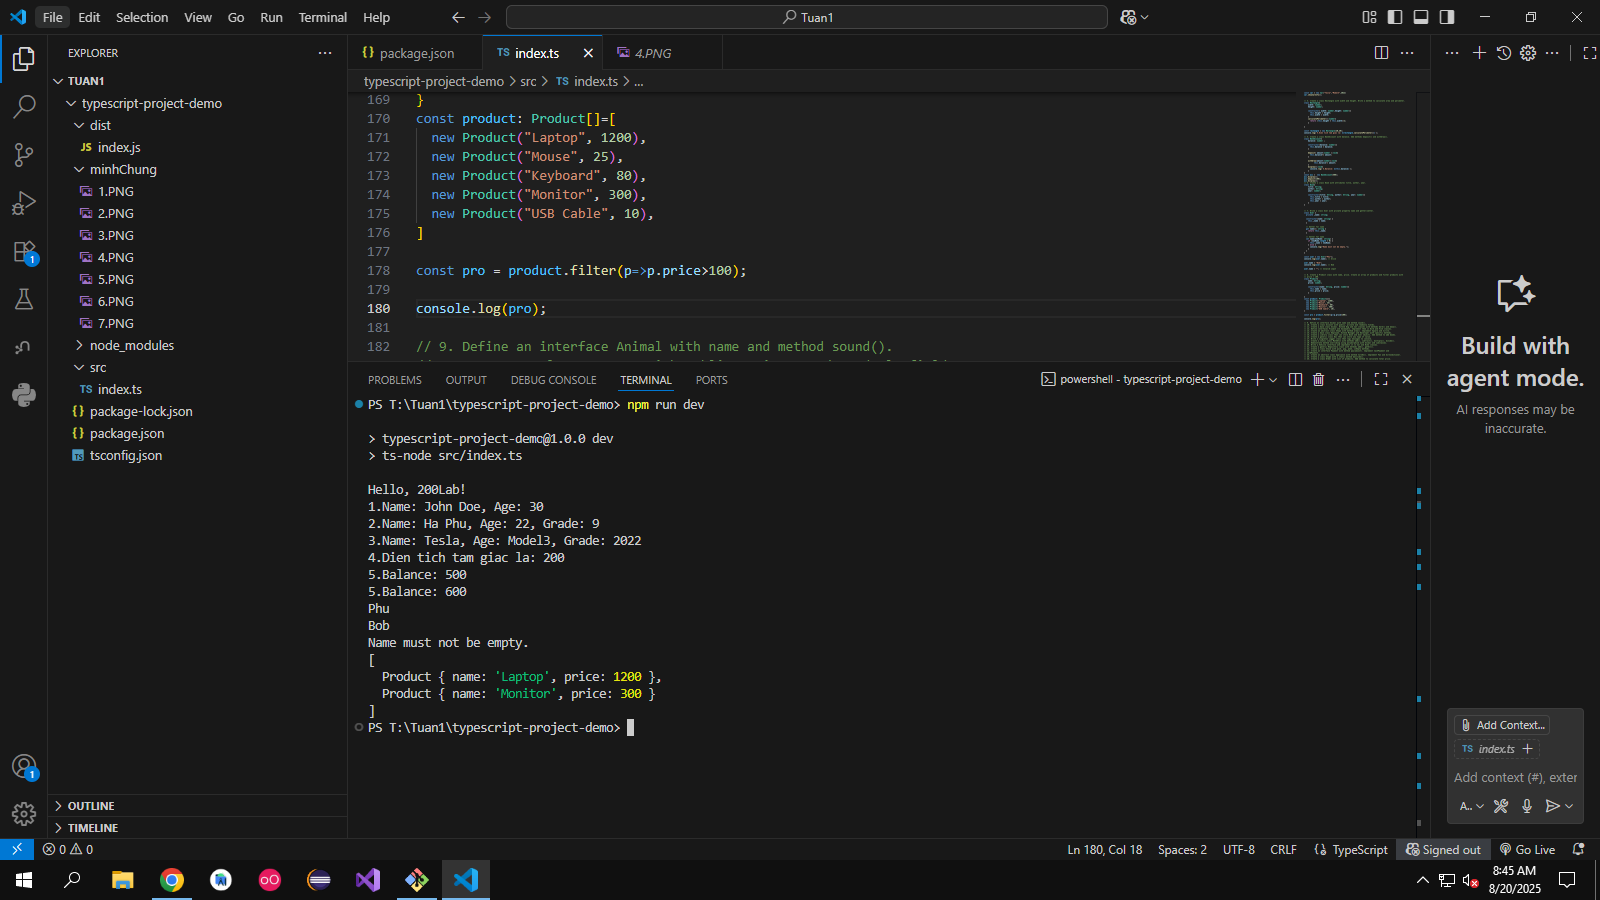 File Edit Selection View Go Run Terminal Help
Tuan1
EXPLORER
TUAN1
typescript-project-demo
dist
JS index.js
minhChung
1.PNG
2.PNG
3.PNG
4.PNG
5.PNG
6.PNG
7.PNG
node_modules
src
TS index.ts
{} package-lock.json
{} package.json
TS tsconfig.json
OUTLINE
TIMELINE
{} package.json
TS index.ts
4.PNG
typescript-project-demo > src > TS index.ts > ...
169 }
170 const product: Product[]=[
171 new Product("Laptop", 1200),
172 new Product("Mouse", 25),
173 new Product("Keyboard", 80),
174 new Product("Monitor", 300),
175 new Product("USB Cable", 10),
176 ]
177
178 const pro = product.filter(p=>p.price>100);
179
180 console.log(pro);
181
182 // 9. Define an interface Animal with name and method sound().
PROBLEMS OUTPUT DEBUG CONSOLE TERMINAL PORTS
powershell - typescript-project-demo
PS T:\Tuan1\typescript-project-demo> npm run dev
> typescript-project-demo@1.0.0 dev
> ts-node src/index.ts
Hello, 200Lab!
1.Name: John Doe, Age: 30
2.Name: Ha Phu, Age: 22, Grade: 9
3.Name: Tesla, Age: Model3, Grade: 2022
4.Dien tich tam giac la: 200
5.Balance: 500
5.Balance: 600
Phu
Bob
Name must not be empty.
[
Product { name: 'Laptop', price: 1200 },
Product { name: 'Monitor', price: 300 }
]
PS T:\Tuan1\typescript-project-demo>
Build with
agent mode.
AI responses may be
inaccurate.
Add Context...
TS index.ts +
Add context (#), exter
A..
1
1
0 0
Ln 180, Col 18 Spaces: 2 UTF-8 CRLF {} TypeScript Signed out Go Live
8:45 AM
8/20/2025